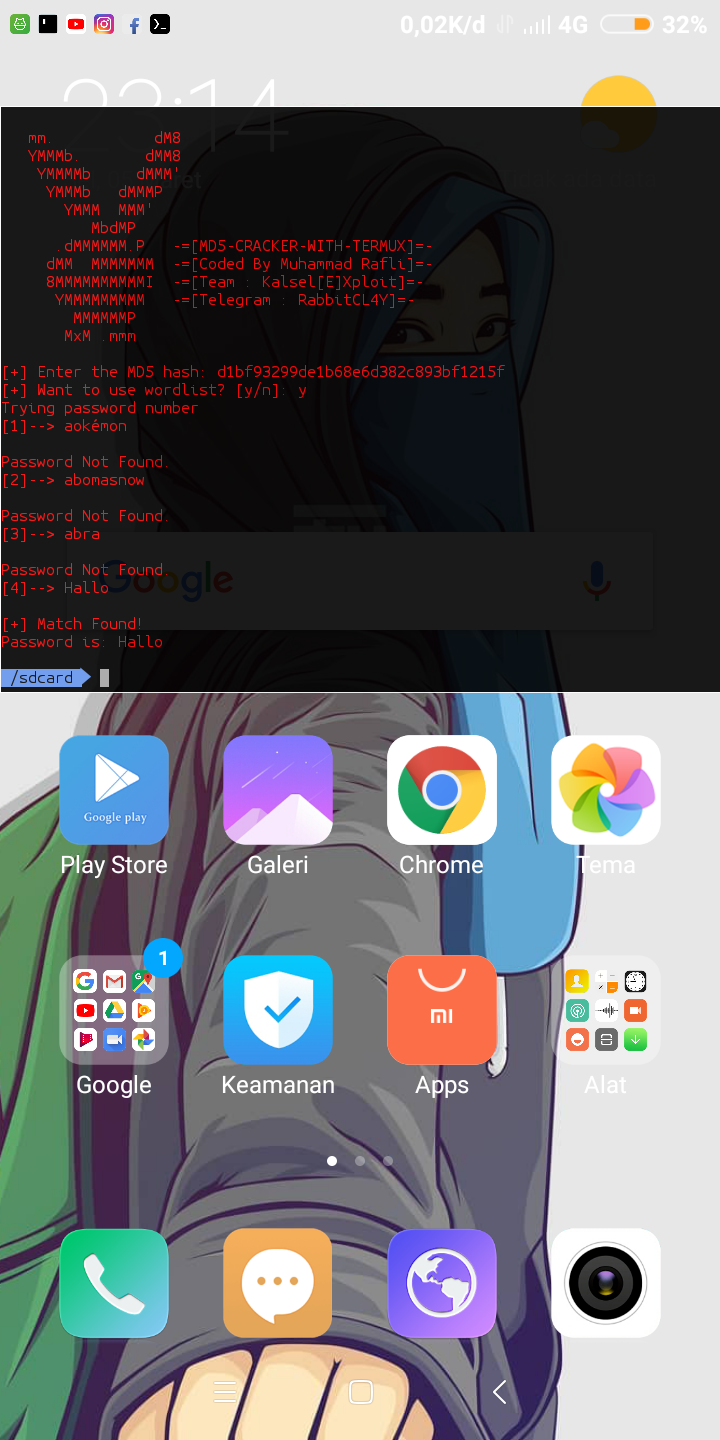 0,02K/d 4G 32%
23:14
mm.            dM8
YMMMb.       dMM8
YMMMMb     dMMM'
YMMMb   dMMMP
YMMM  MMM'
MbdMP
.dMMMMMM.P   -=[MD5-CRACKER-WITH-TERMUX]=-
dMM  MMMMMMM  -=[Coded By Muhammad Rafli]=-
8MMMMMMMMMMI  -=[Team : Kalsel[E]Xploit]=-
YMMMMMMMMM   -=[Telegram : RabbitCL4Y]=-
MMMMMMP
MxM .mmm
[+] Enter the MD5 hash: d1bf93299de1b68e6d382c893bf1215f
[+] Want to use wordlist? [y/n]: y
Trying password number
[1]--> aokémon
Password Not Found.
[2]--> abomasnow
Password Not Found.
[3]--> abra
Password Not Found.
[4]--> Hallo
[+] Match Found!
Password is: Hallo
/sdcard
Google
Google play
Play Store Galeri Chrome Tema
1
mi
Google Keamanan Apps Alat